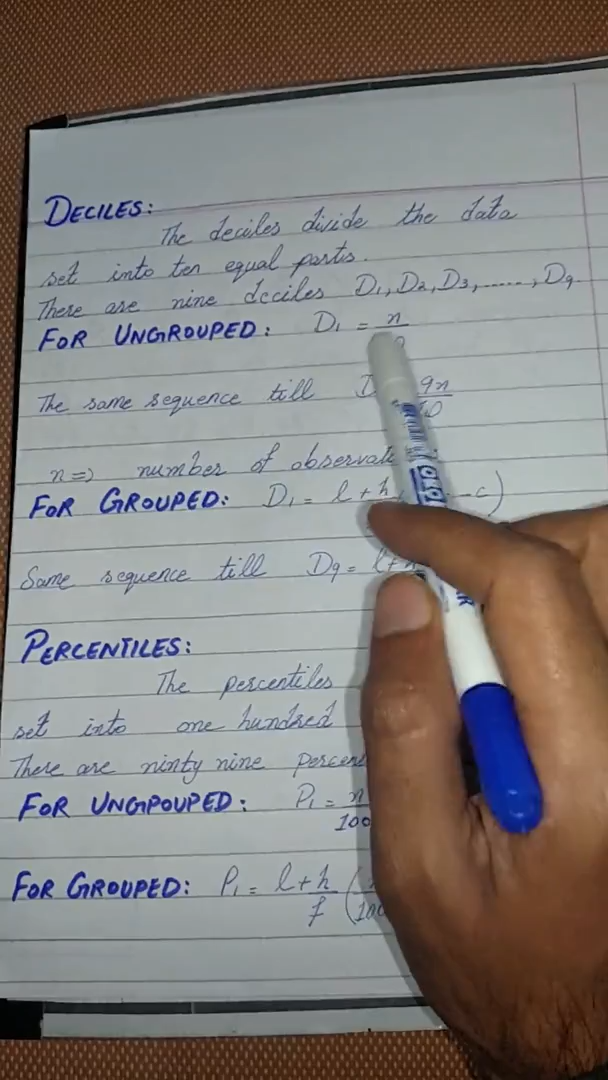 DECILES:
The deciles divide the data
set into ten equal parts.
There are nine deciles D₁, D₂, D₃, ....., D₉.
FOR UNGROUPED: D₁ = n
The same sequence till 9n
n => number of
FOR GROUPED: D₁ = l + h - c)
Same sequence till D₉ =
PERCENTILES:
The percentiles
set into one hundred
There are ninty nine
FOR UNGPOUPED: P₁ = n/100
FOR GROUPED: P₁ = l + h/f (